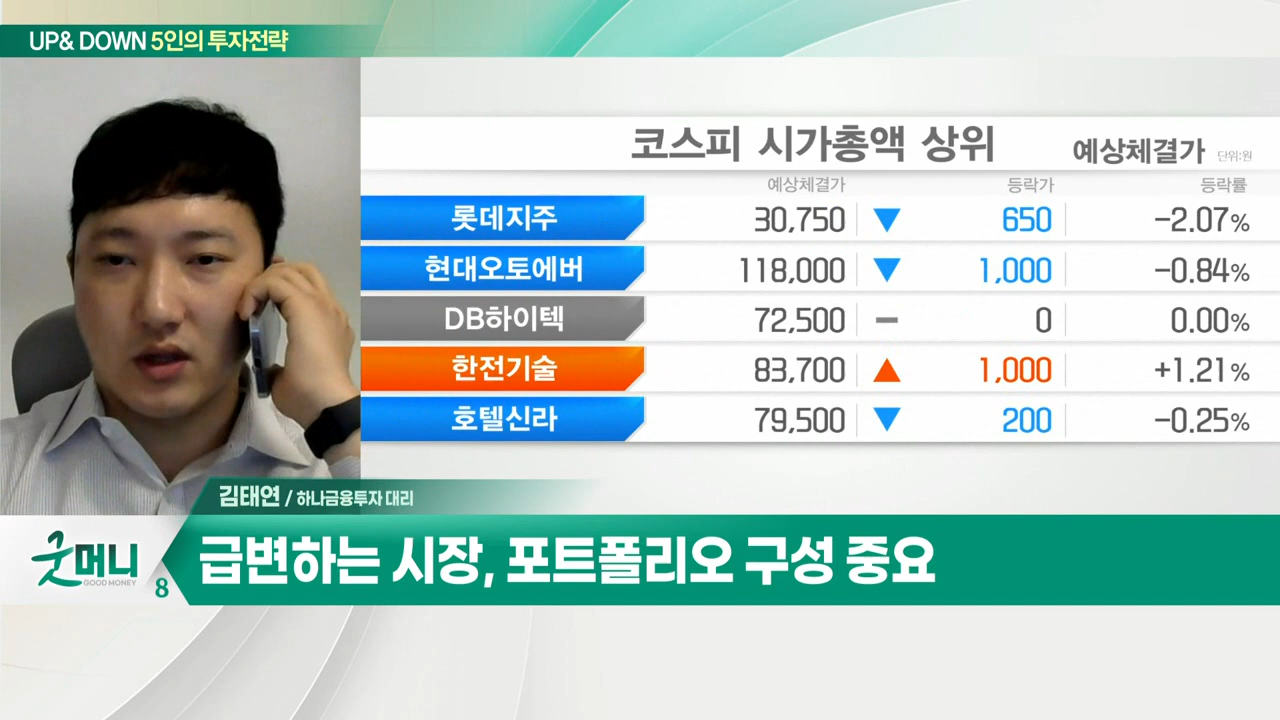 UP& DOWN 5인의 투자전략
코스피 시가총액 상위 예상체결가 단위:원
예상체결가 등락가 등락률
롯데지주 30,750 ▼ 650 -2.07%
현대오토에버 118,000 ▼ 1,000 -0.84%
DB하이텍 72,500 - 0 0.00%
한전기술 83,700 ▲ 1,000 +1.21%
호텔신라 79,500 ▼ 200 -0.25%
김태연 / 하나금융투자 대리
굿머니 GOOD MONEY 8
급변하는 시장, 포트폴리오 구성 중요